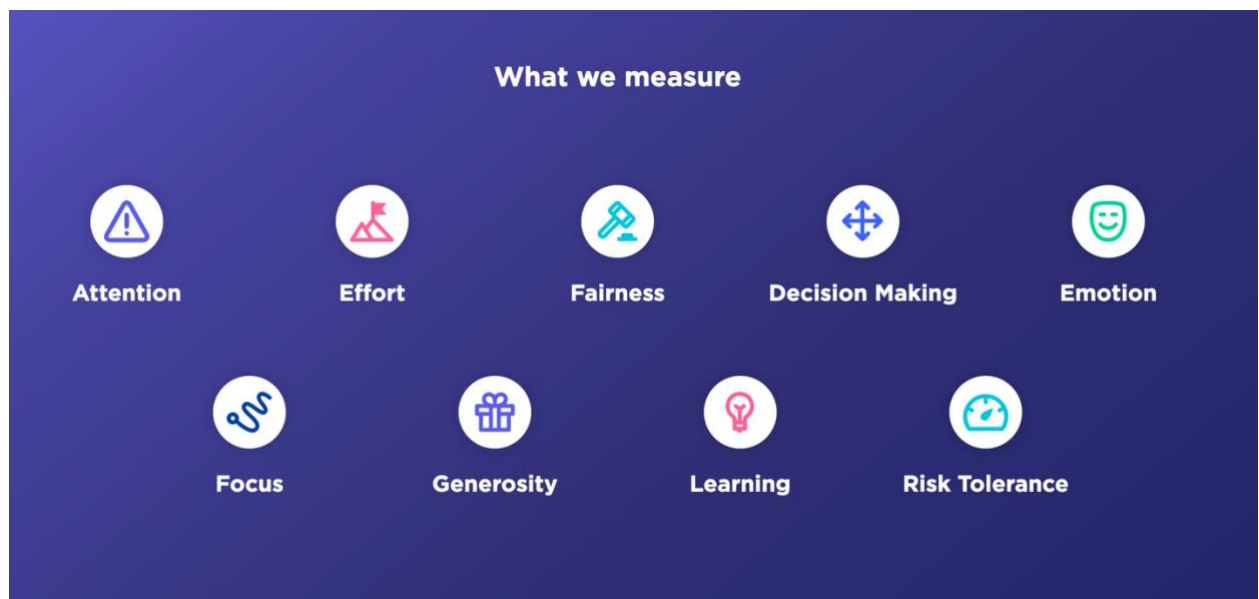 What we measure
Attention
Effort
Fairness
Decision Making
Emotion
Focus
Generosity
Learning
Risk Tolerance